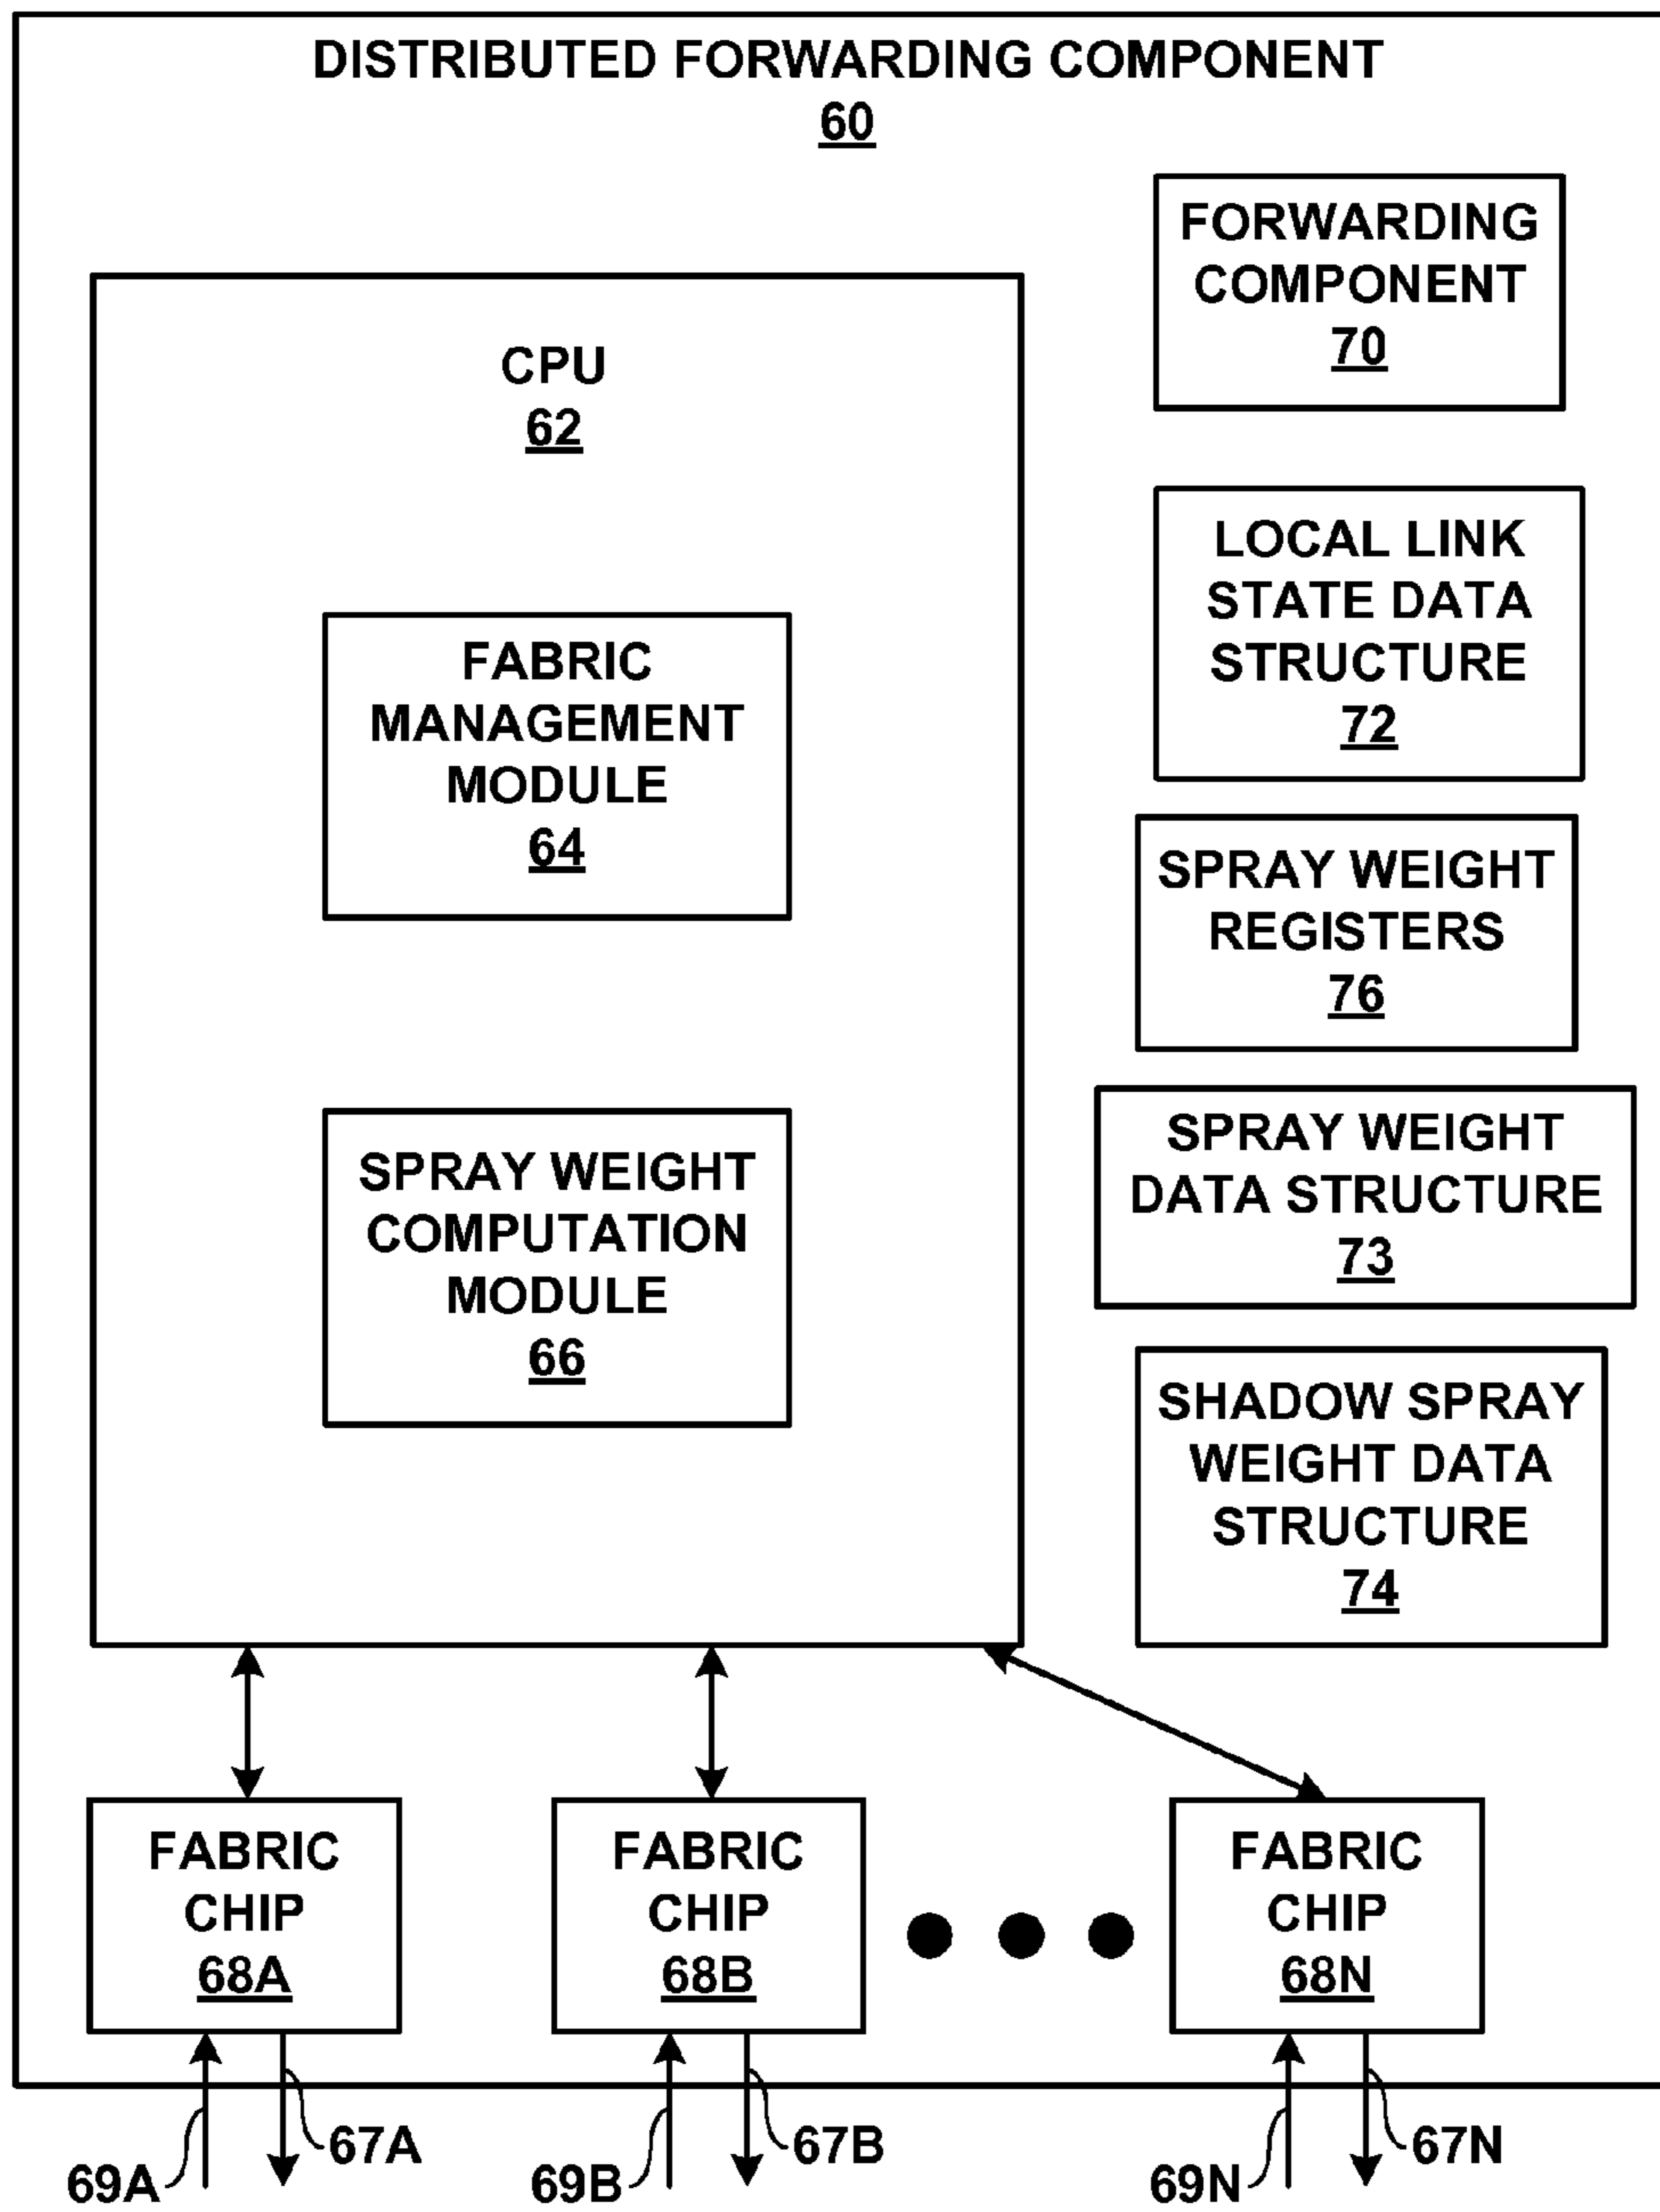 DISTRIBUTED FORWARDING COMPONENT
60
FORWARDING
COMPONENT
70
CPU
62
LOCAL LINK
STATE DATA
STRUCTURE
72
FABRIC
MANAGEMENT
MODULE
64
SPRAY WEIGHT
REGISTERS
76
SPRAY WEIGHT
DATA STRUCTURE
73
SPRAY WEIGHT
COMPUTATION
MODULE
66
SHADOW SPRAY
WEIGHT DATA
STRUCTURE
74
FABRIC
CHIP
68A
FABRIC
CHIP
68B
FABRIC
CHIP
68N
69A
67A
69B
67B
69N
67N